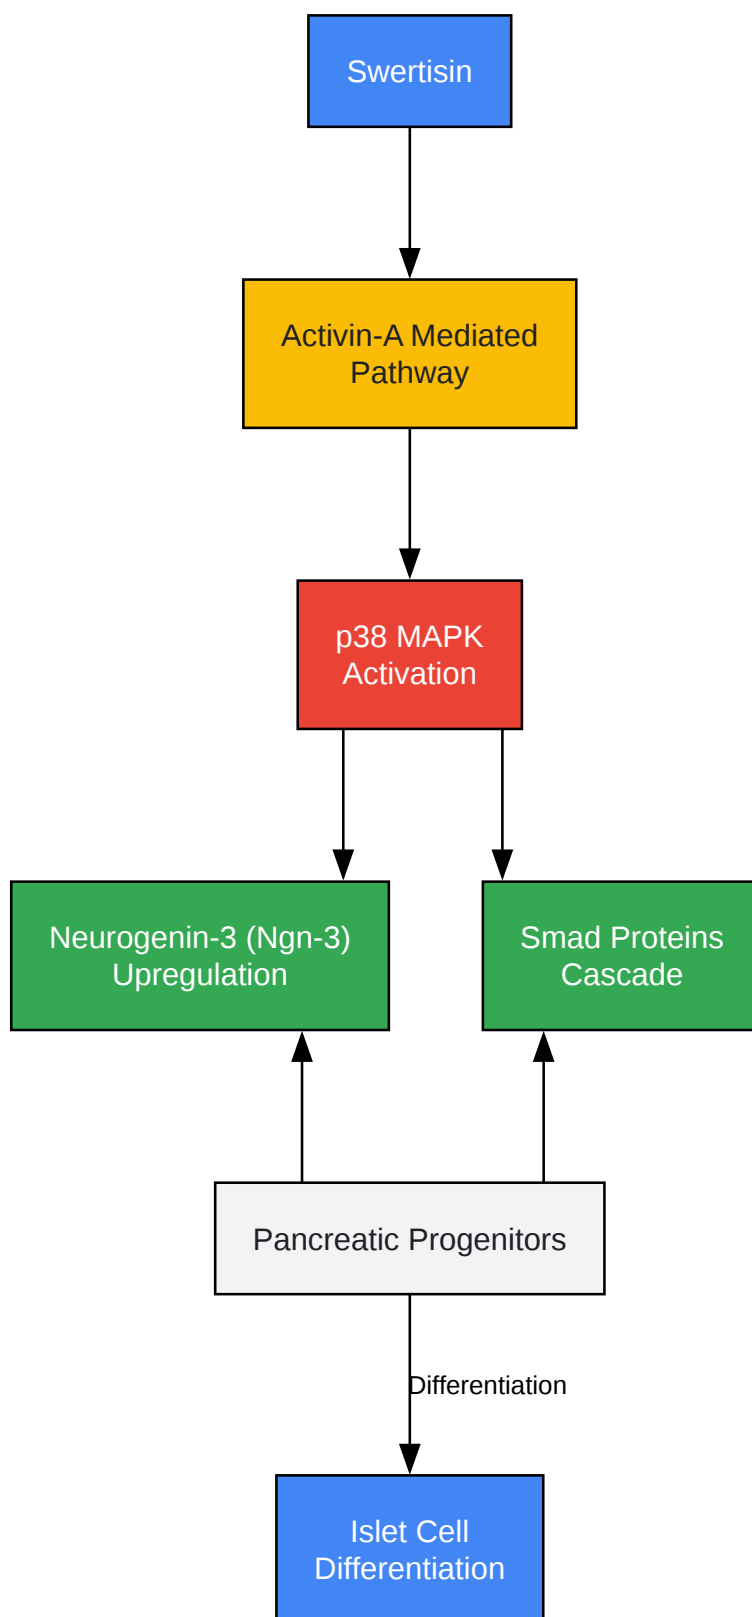 Swertisin
Activin-A Mediated
Pathway
p38 MAPK
Activation
Neurogenin-3 (Ngn-3)
Upregulation
Smad Proteins
Cascade
Pancreatic Progenitors
Differentiation
Islet Cell
Differentiation